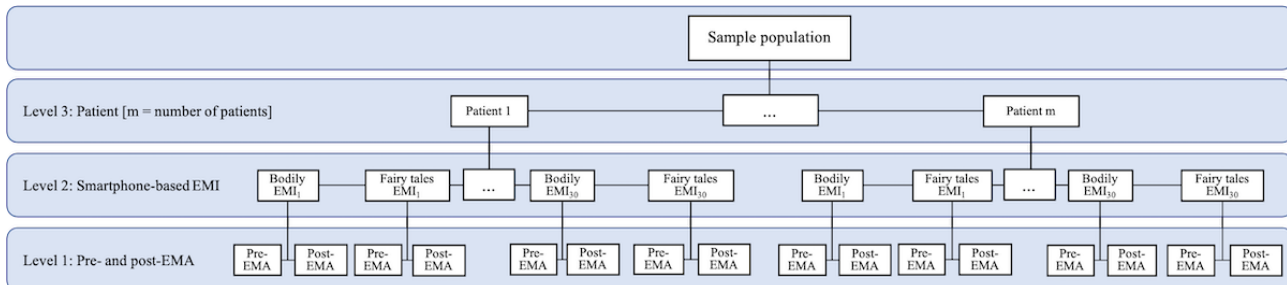 Sample population
Level 3: Patient [m = number of patients]
Patient 1
...
Patient m
Level 2: Smartphone-based EMI
Bodily
EMI₁
Fairy tales
EMI₁
...
Bodily
EMI₃₀
Fairy tales
EMI₃₀
Bodily
EMI₁
Fairy tales
EMI₁
...
Bodily
EMI₃₀
Fairy tales
EMI₃₀
Level 1: Pre- and post-EMA
Pre-
EMA
Post-
EMA
Pre-
EMA
Post-
EMA
Pre-
EMA
Post-
EMA
Pre-
EMA
Post-
EMA
Pre-
EMA
Post-
EMA
Pre-
EMA
Post-
EMA
Pre-
EMA
Post-
EMA
Pre-
EMA
Post-
EMA